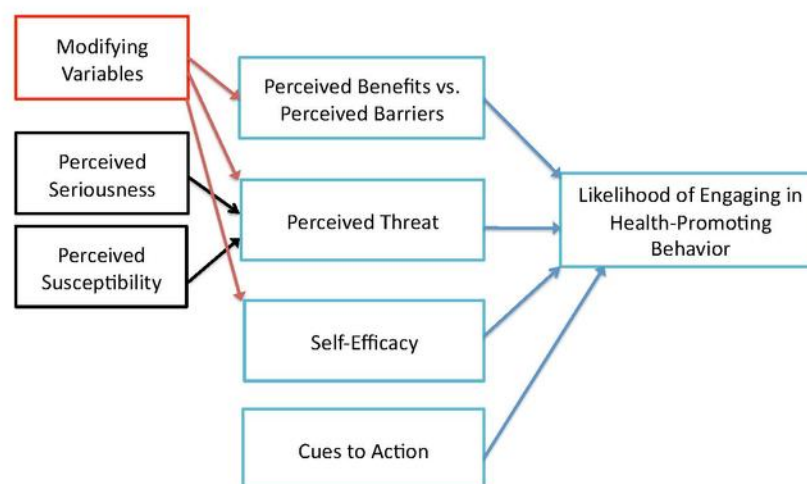 Modifying
Variables
Perceived Benefits vs.
Perceived Barriers
Perceived
Seriousness
Perceived Threat
Perceived
Susceptibility
Likelihood of Engaging in
Health-Promoting
Behavior
Self-Efficacy
Cues to Action